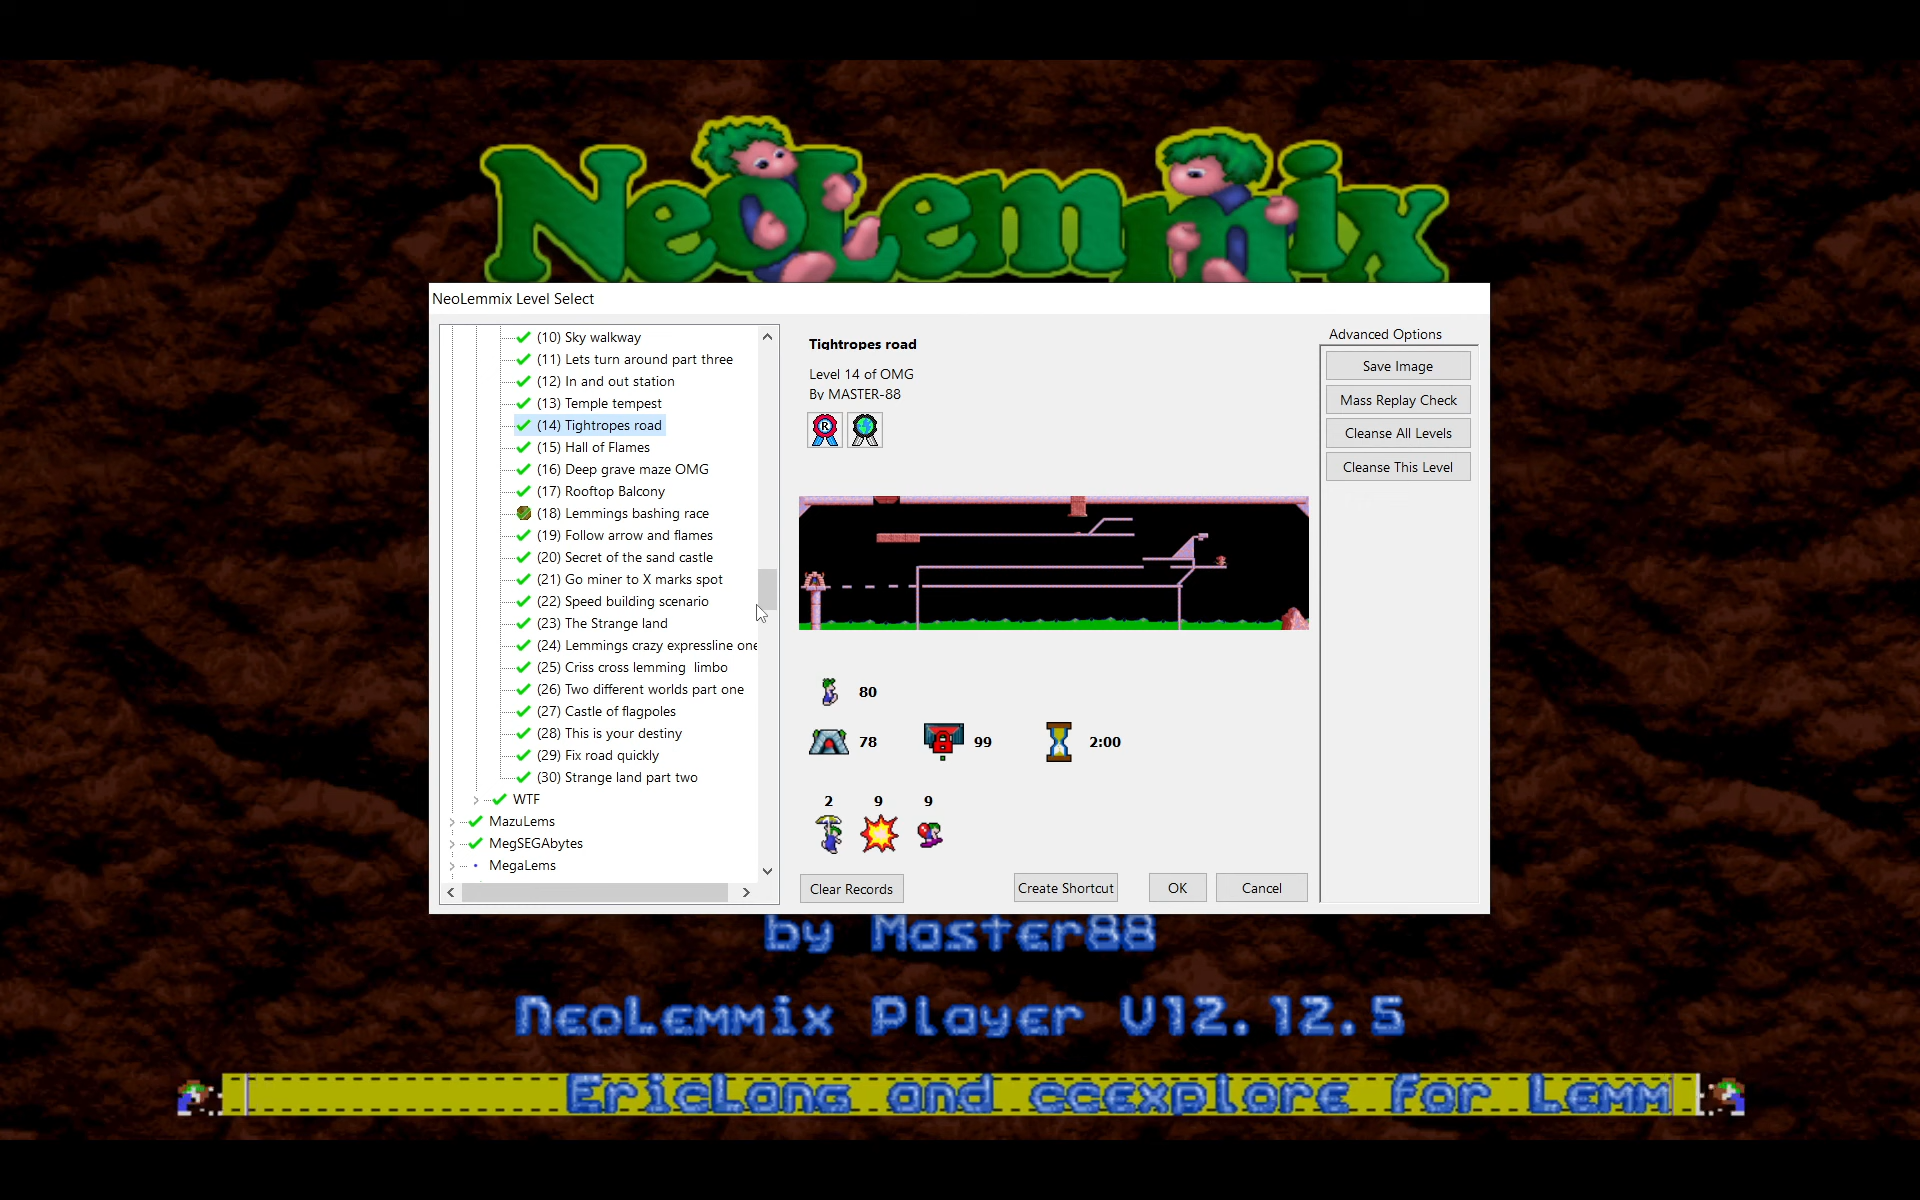 NeoLemmix
NeoLemmix Level Select
(10) Sky walkway
(11) Lets turn around part three
(12) In and out station
(13) Temple tempest
(14) Tightropes road
(15) Hall of Flames
(16) Deep grave maze OMG
(17) Rooftop Balcony
(18) Lemmings bashing race
(19) Follow arrow and flames
(20) Secret of the sand castle
(21) Go miner to X marks spot
(22) Speed building scenario
(23) The Strange land
(24) Lemmings crazy expressline one
(25) Criss cross lemming  limbo
(26) Two different worlds part one
(27) Castle of flagpoles
(28) This is your destiny
(29) Fix road quickly
(30) Strange land part two
WTF
MazuLems
MegSEGAbytes
MegaLems
Tightropes road
Level 14 of OMG
By MASTER-88
R
80
78 99 2:00
2 9 9
Clear Records Create Shortcut OK Cancel
Advanced Options
Save Image
Mass Replay Check
Cleanse All Levels
Cleanse This Level
by Master88
NeoLemmix Player V12.12.5
EricLang and ccexplore for Lemm